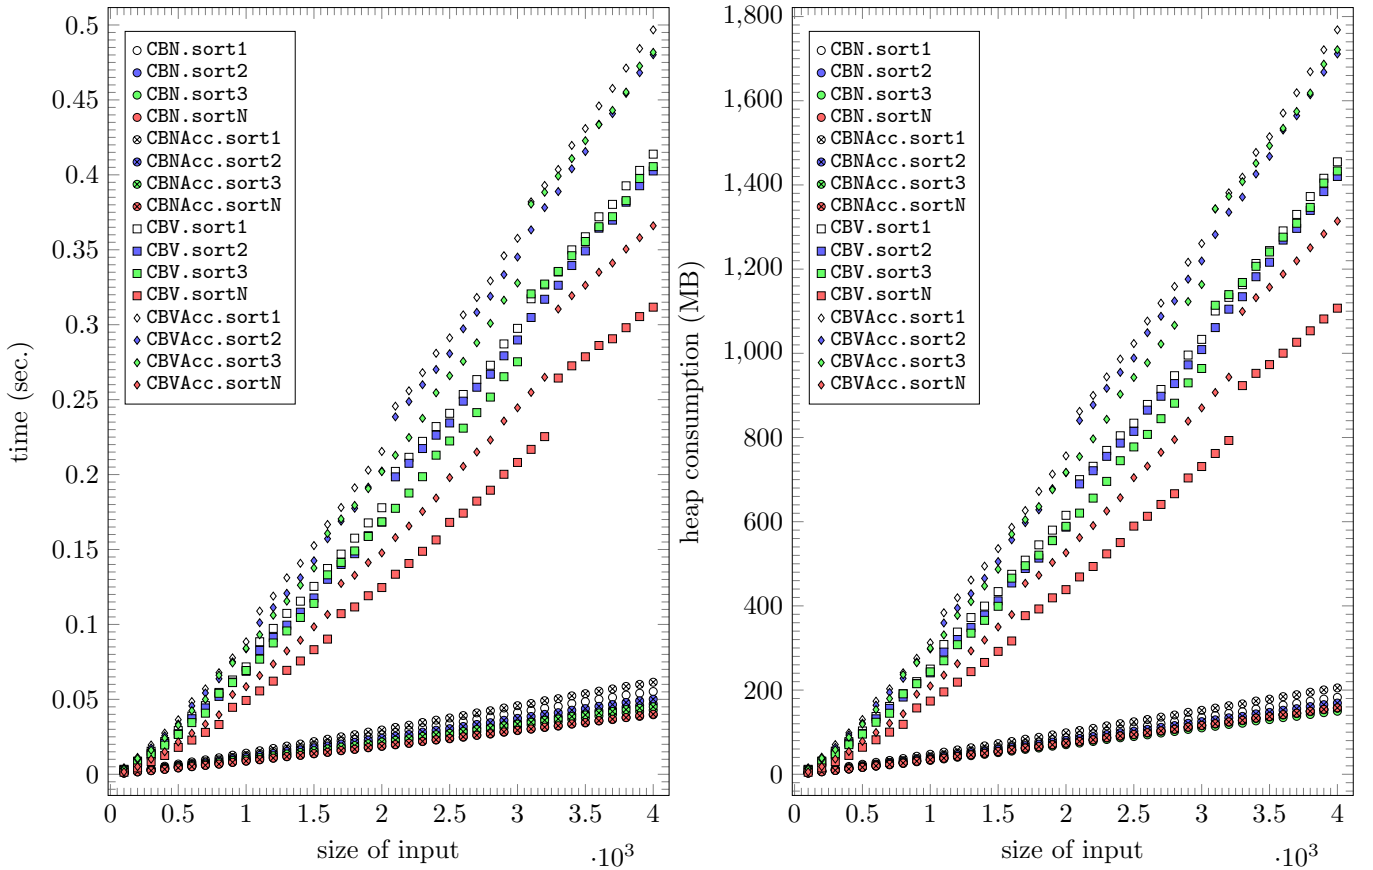 0.5
0.45
0.4
0.35
0.3
0.25
0.2
0.15
0.1
0.05
0
time (sec.)
CBN.sort1
CBN.sort2
CBN.sort3
CBN.sortN
CBNAcc.sort1
CBNAcc.sort2
CBNAcc.sort3
CBNAcc.sortN
CBV.sort1
CBV.sort2
CBV.sort3
CBV.sortN
CBVAcc.sort1
CBVAcc.sort2
CBVAcc.sort3
CBVAcc.sortN
0 0.5 1 1.5 2 2.5 3 3.5 4
size of input
·10³
1,800
1,600
1,400
1,200
1,000
800
600
400
200
0
heap consumption (MB)
CBN.sort1
CBN.sort2
CBN.sort3
CBN.sortN
CBNAcc.sort1
CBNAcc.sort2
CBNAcc.sort3
CBNAcc.sortN
CBV.sort1
CBV.sort2
CBV.sort3
CBV.sortN
CBVAcc.sort1
CBVAcc.sort2
CBVAcc.sort3
CBVAcc.sortN
0 0.5 1 1.5 2 2.5 3 3.5 4
size of input
·10³